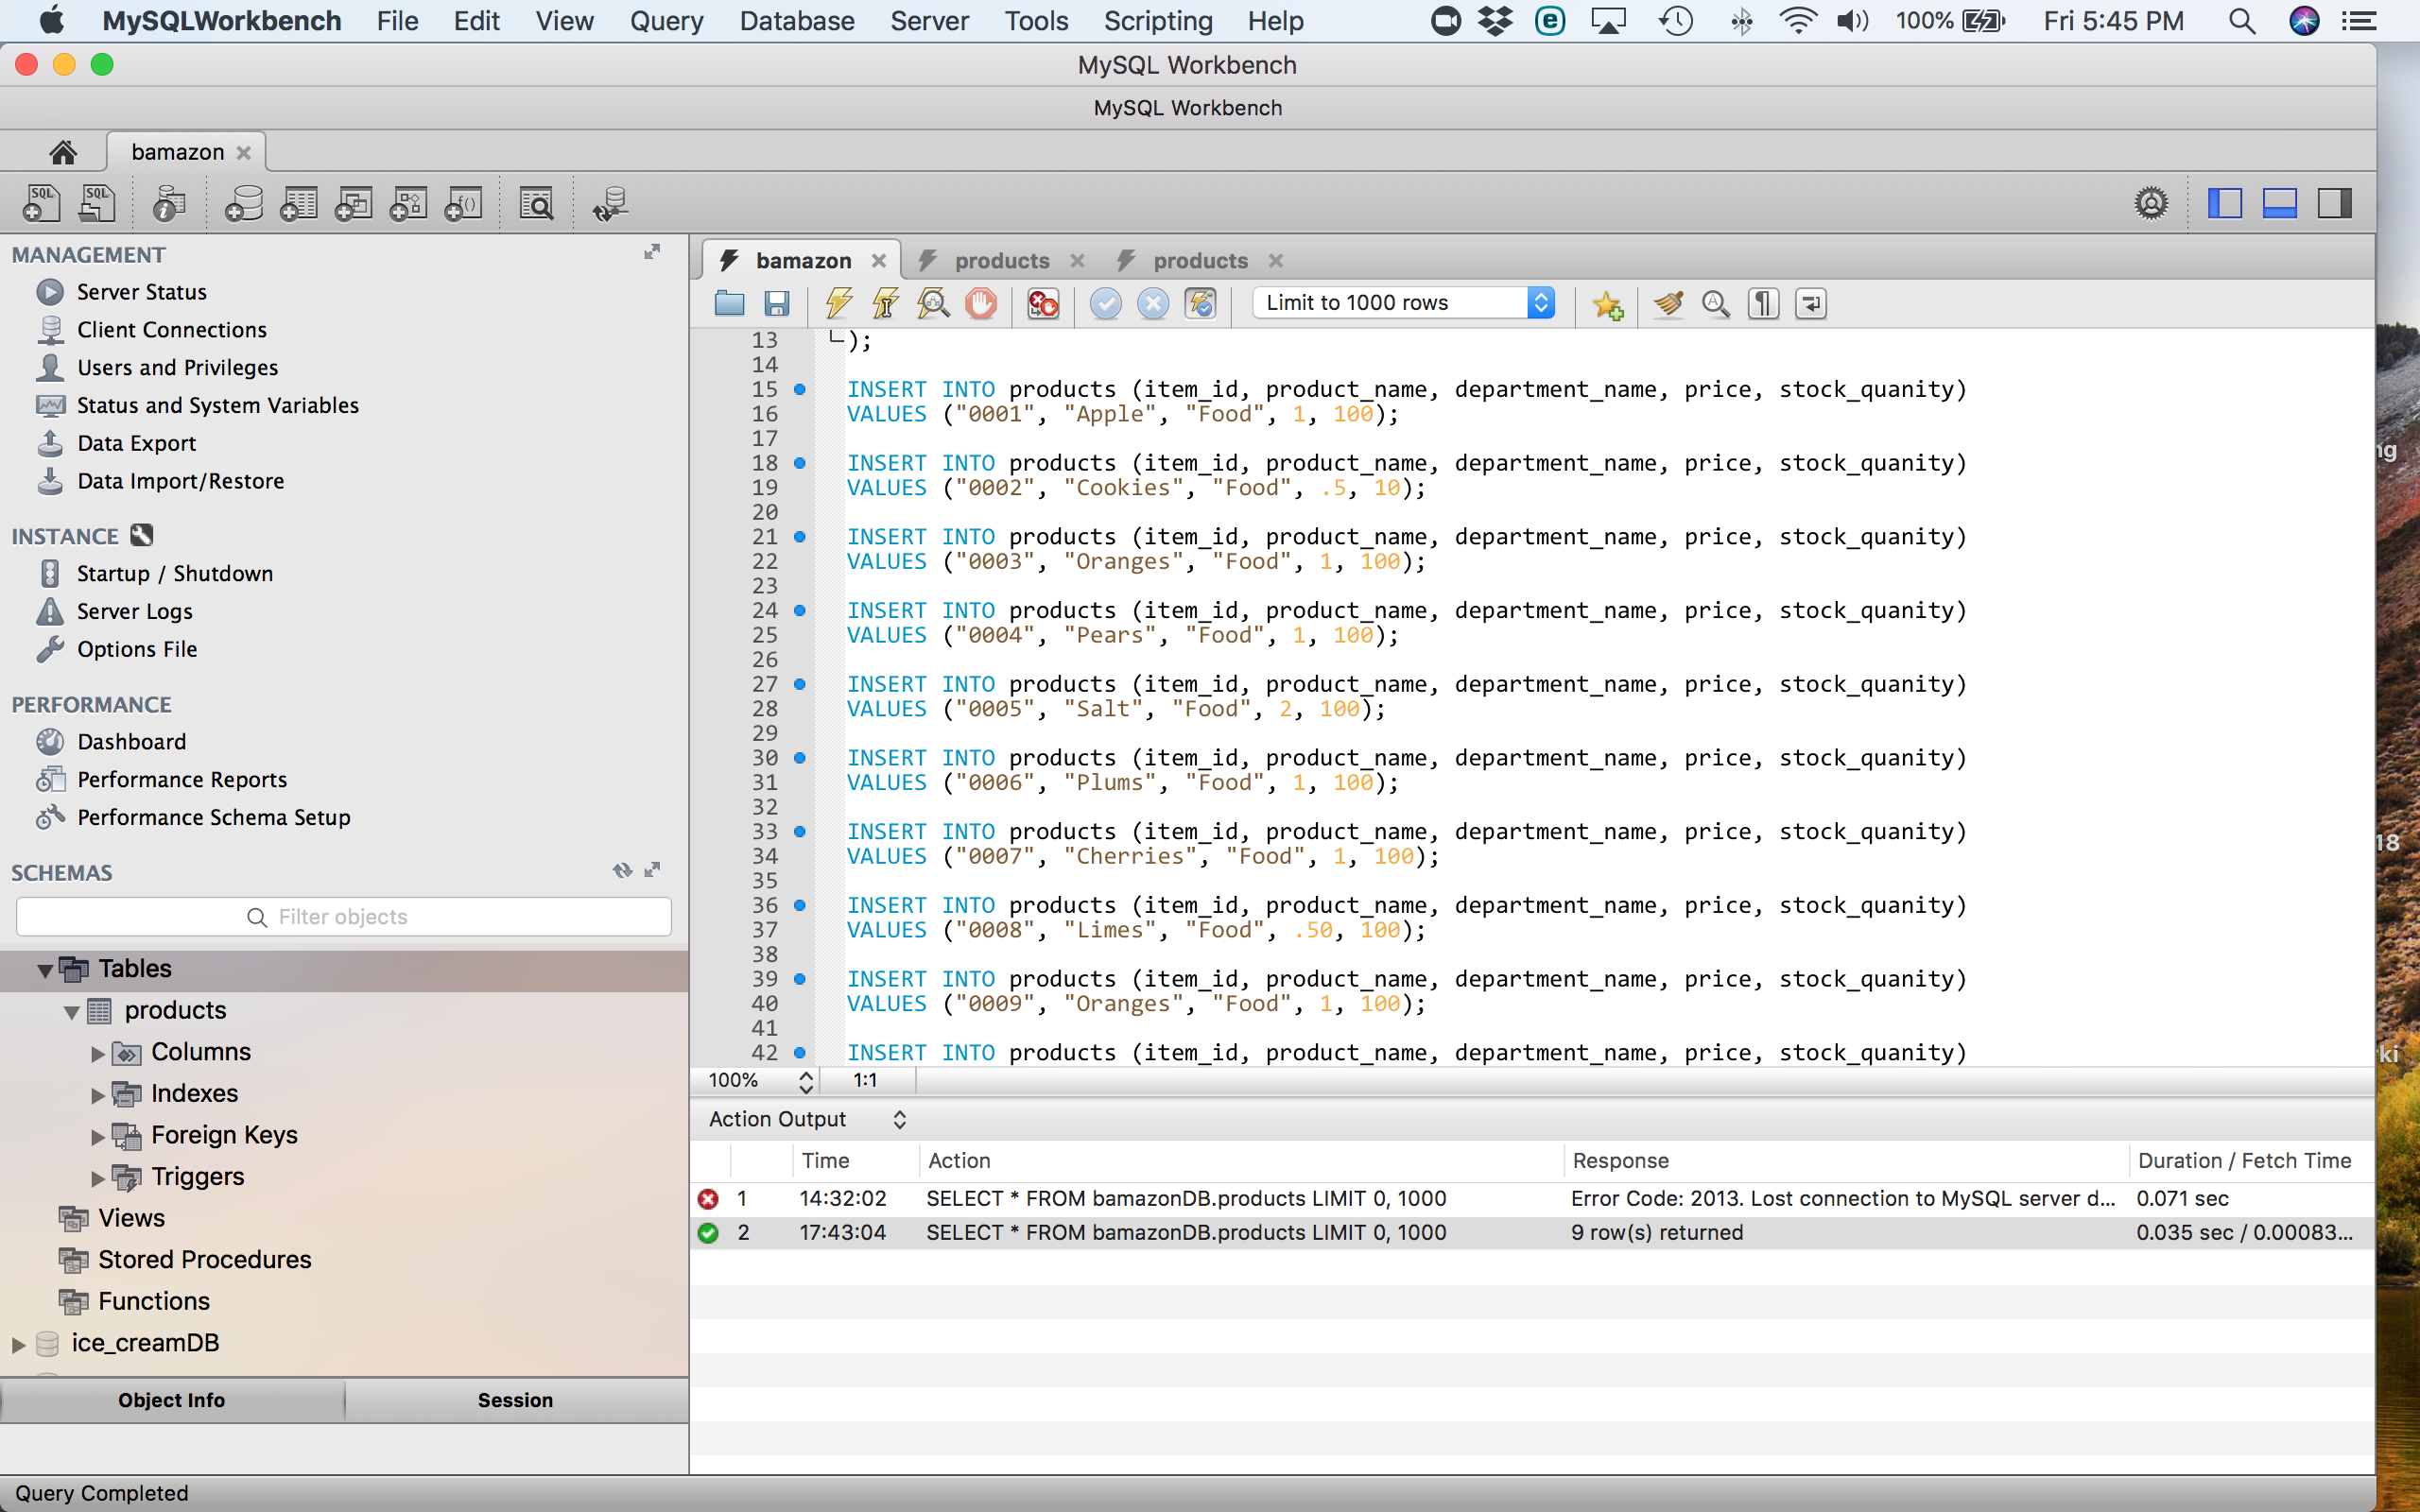 MySQLWorkbench File Edit View Query Database Server Tools Scripting Help 100% Fri 5:45 PM
MySQL Workbench
MySQL Workbench
bamazon
MANAGEMENT
Server Status
Client Connections
Users and Privileges
Status and System Variables
Data Export
Data Import/Restore
INSTANCE
Startup / Shutdown
Server Logs
Options File
PERFORMANCE
Dashboard
Performance Reports
Performance Schema Setup
SCHEMAS
Filter objects
Tables
products
Columns
Indexes
Foreign Keys
Triggers
Views
Stored Procedures
Functions
ice_creamDB
Object Info Session
Query Completed
bamazon products products
Limit to 1000 rows
13 );
14
15 INSERT INTO products (item_id, product_name, department_name, price, stock_quanity)
16 VALUES ("0001", "Apple", "Food", 1, 100);
17
18 INSERT INTO products (item_id, product_name, department_name, price, stock_quanity)
19 VALUES ("0002", "Cookies", "Food", .5, 10);
20
21 INSERT INTO products (item_id, product_name, department_name, price, stock_quanity)
22 VALUES ("0003", "Oranges", "Food", 1, 100);
23
24 INSERT INTO products (item_id, product_name, department_name, price, stock_quanity)
25 VALUES ("0004", "Pears", "Food", 1, 100);
26
27 INSERT INTO products (item_id, product_name, department_name, price, stock_quanity)
28 VALUES ("0005", "Salt", "Food", 2, 100);
29
30 INSERT INTO products (item_id, product_name, department_name, price, stock_quanity)
31 VALUES ("0006", "Plums", "Food", 1, 100);
32
33 INSERT INTO products (item_id, product_name, department_name, price, stock_quanity)
34 VALUES ("0007", "Cherries", "Food", 1, 100);
35
36 INSERT INTO products (item_id, product_name, department_name, price, stock_quanity)
37 VALUES ("0008", "Limes", "Food", .50, 100);
38
39 INSERT INTO products (item_id, product_name, department_name, price, stock_quanity)
40 VALUES ("0009", "Oranges", "Food", 1, 100);
41
42 INSERT INTO products (item_id, product_name, department_name, price, stock_quanity)
100% 1:1
Action Output
Time Action Response Duration / Fetch Time
1 14:32:02 SELECT * FROM bamazonDB.products LIMIT 0, 1000 Error Code: 2013. Lost connection to MySQL server d... 0.071 sec
2 17:43:04 SELECT * FROM bamazonDB.products LIMIT 0, 1000 9 row(s) returned 0.035 sec / 0.00083...